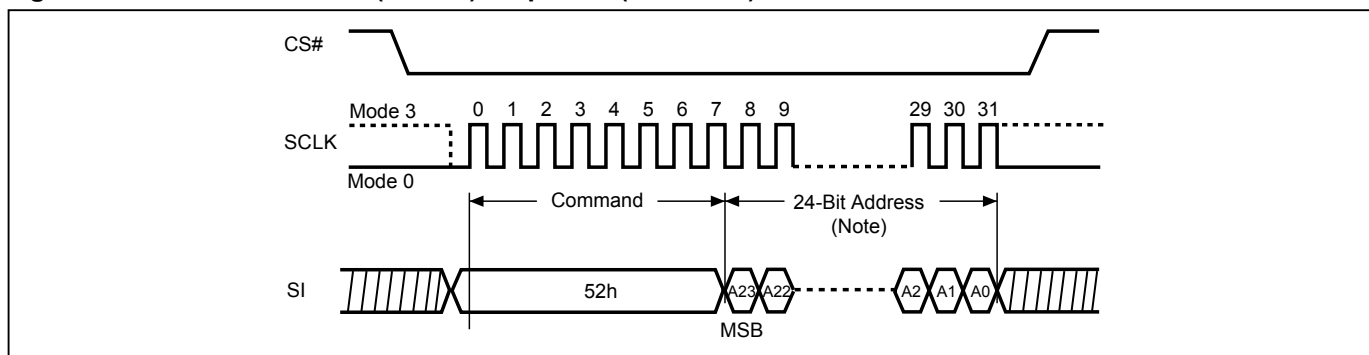 CS#
Mode 3
0 1 2 3 4 5 6 7 8 9 29 30 31
SCLK
Mode 0
Command
24-Bit Address
(Note)
SI
52h
A23 A22 A2 A1 A0
MSB